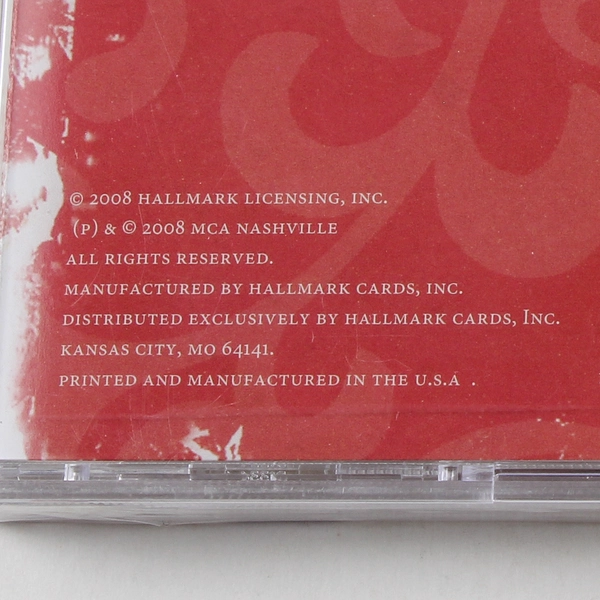 © 2008 HALLMARK LICENSING, INC.
(P) & © 2008 MCA NASHVILLE
ALL RIGHTS RESERVED.
MANUFACTURED BY HALLMARK CARDS, INC.
DISTRIBUTED EXCLUSIVELY BY HALLMARK CARDS, INC.
KANSAS CITY, MO 64141.
PRINTED AND MANUFACTURED IN THE U.S.A .